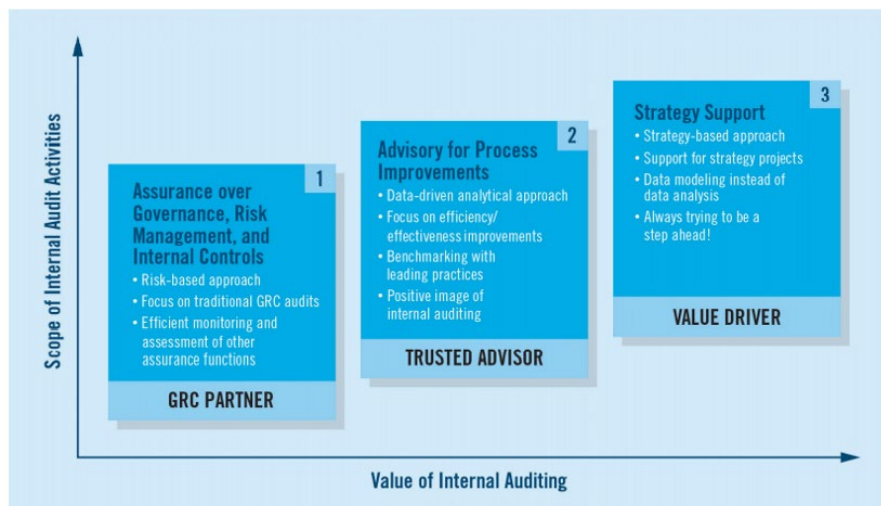 Scope of Internal Audit Activities
1
Assurance over
Governance, Risk
Management, and
Internal Controls
• Risk-based approach
• Focus on traditional GRC audits
• Efficient monitoring and
assessment of other
assurance functions
GRC PARTNER
2
Advisory for Process
Improvements
• Data-driven analytical approach
• Focus on efficiency/
effectiveness improvements
• Benchmarking with
leading practices
• Positive image of
internal auditing
TRUSTED ADVISOR
3
Strategy Support
• Strategy-based approach
• Support for strategy projects
• Data modeling instead of
data analysis
• Always trying to be a
step ahead!
VALUE DRIVER
Value of Internal Auditing